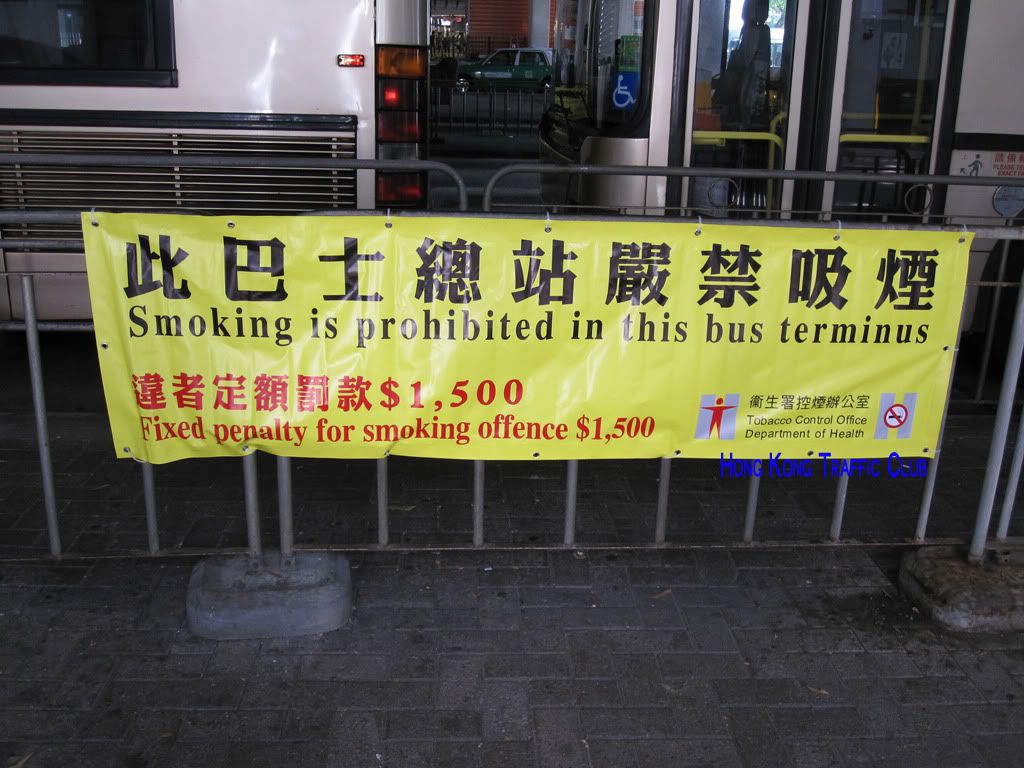 此巴士總站嚴禁吸煙
Smoking is prohibited in this bus terminus
違者定額罰款$1,500
Fixed penalty for smoking offence $1,500
衞生署控煙辦公室
Tobacco Control Office
Department of Health
HONG KONG TRAFFIC CLUB